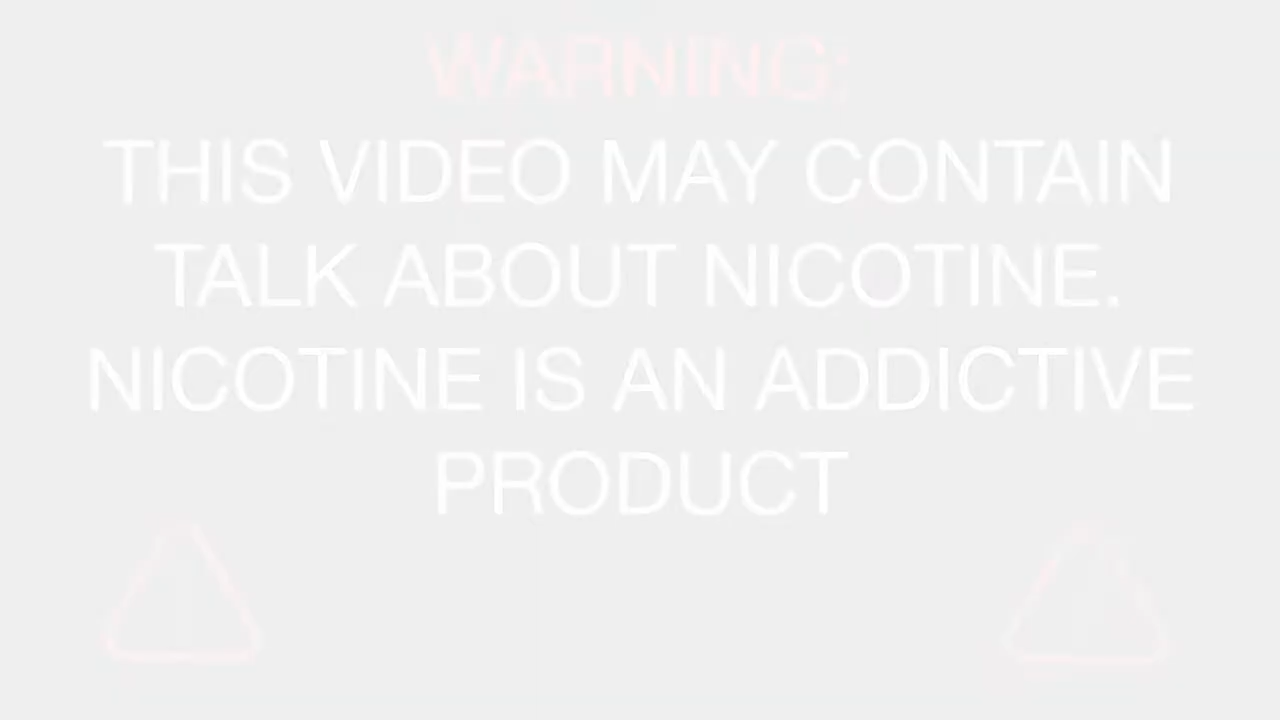 WARNING:
THIS VIDEO MAY CONTAIN
TALK ABOUT NICOTINE.
NICOTINE IS AN ADDICTIVE
PRODUCT